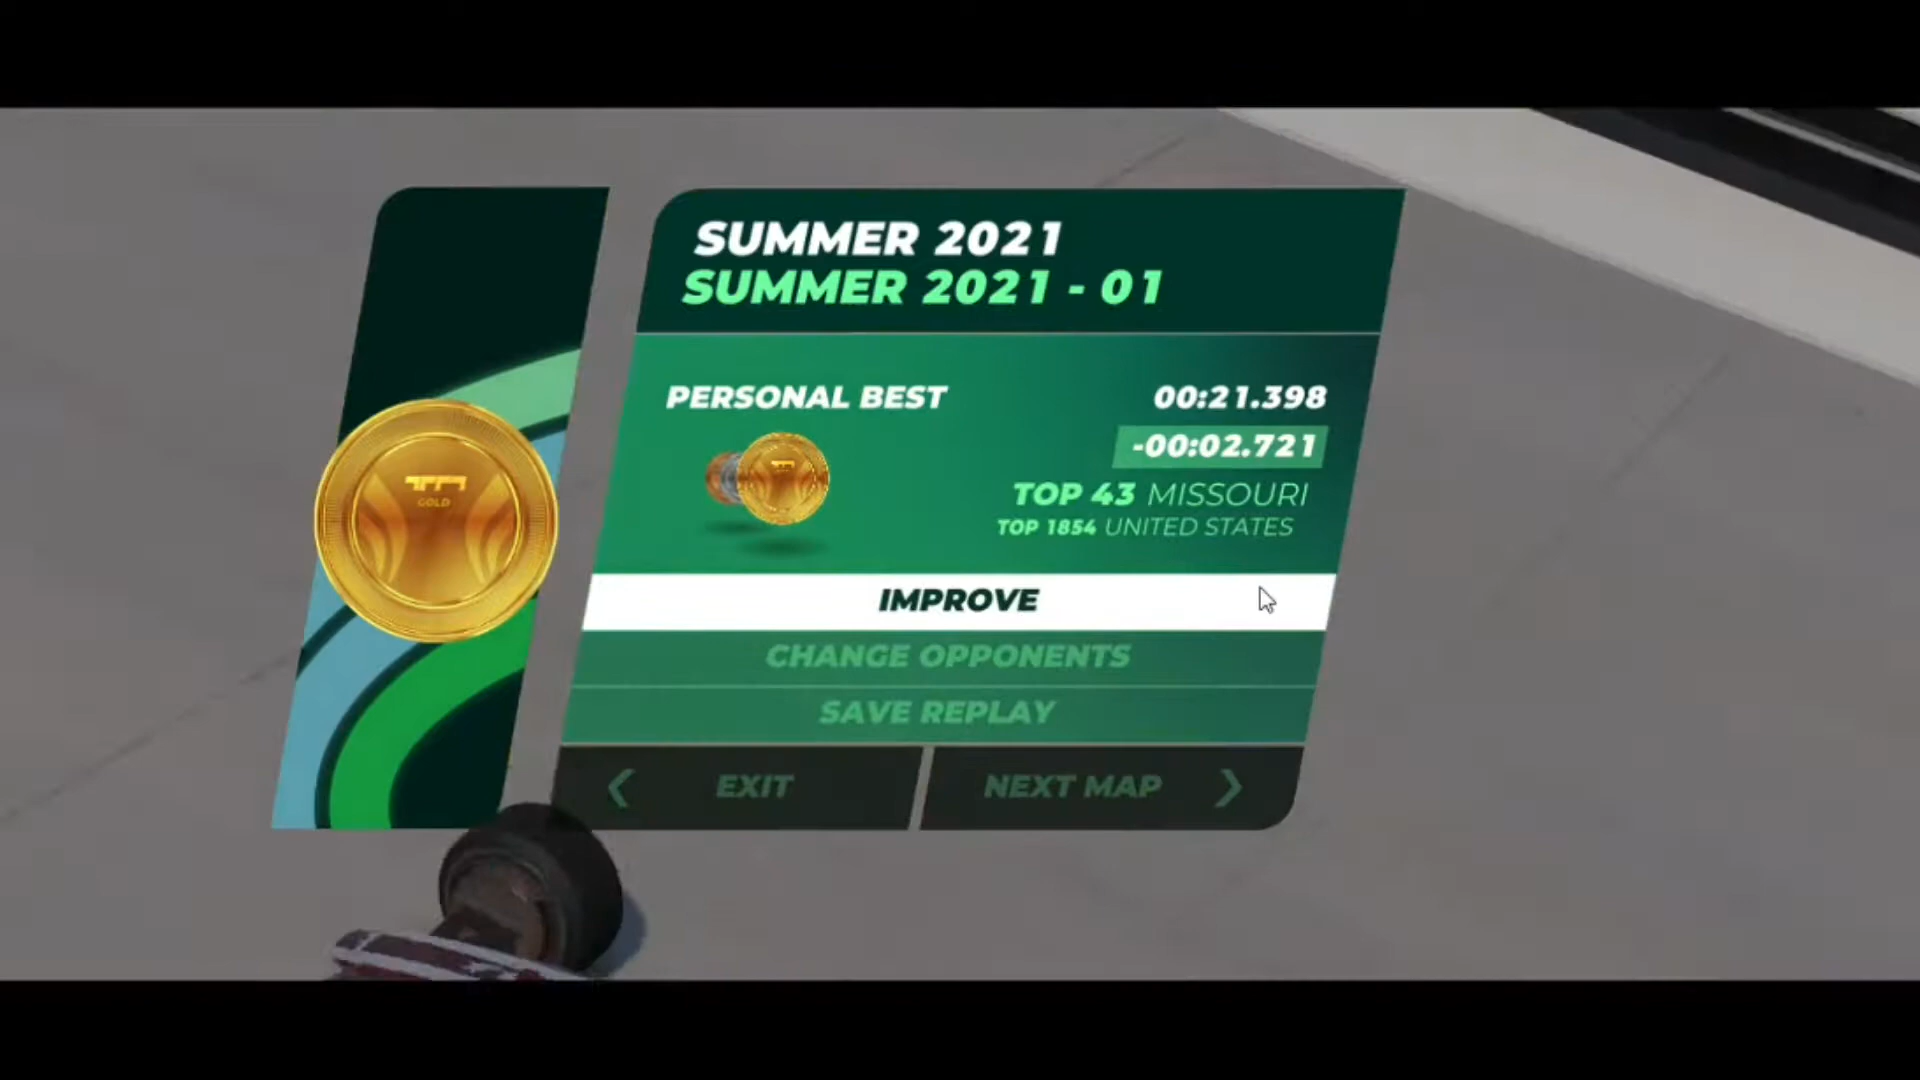 SUMMER 2021
SUMMER 2021 - 01
PERSONAL BEST
00:21.398
-00:02.721
TOP 43 MISSOURI
TOP 1854 UNITED STATES
GOLD
IMPROVE
CHANGE OPPONENTS
SAVE REPLAY
EXIT
NEXT MAP